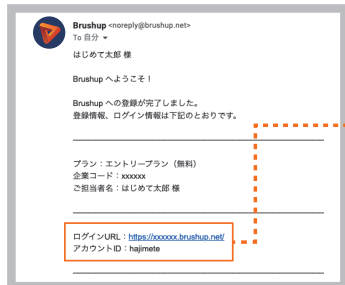 Brushup <noreply@brushup.net>
To 自分
はじめて太郎 様
Brushup へようこそ！
Brushup への登録が完了しました。
登録情報、ログイン情報は下記のとおりです。
プラン：エントリープラン（無料）
企業コード：xxxxxx
ご担当者名：はじめて太郎 様
ログインURL：https://xxxxxx.brushup.net/
アカウントID：hajimete